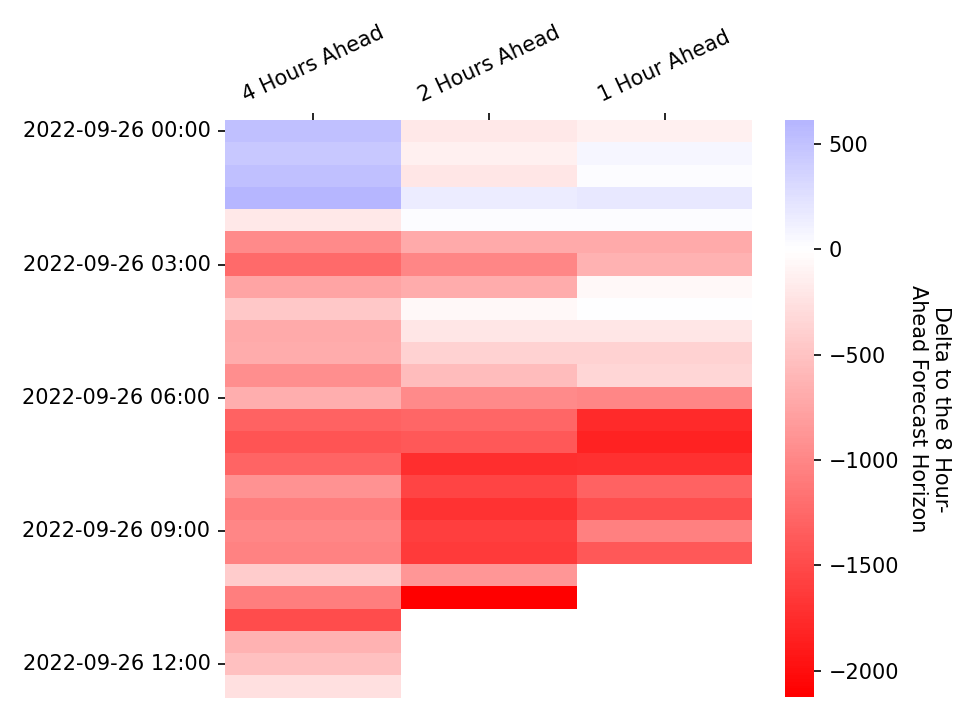 4 Hours Ahead
2 Hours Ahead
1 Hour Ahead
2022-09-26 00:00
2022-09-26 03:00
2022-09-26 06:00
2022-09-26 09:00
2022-09-26 12:00
500
0
−500
−1000
−1500
−2000
Delta to the 8 Hour-
Ahead Forecast Horizon